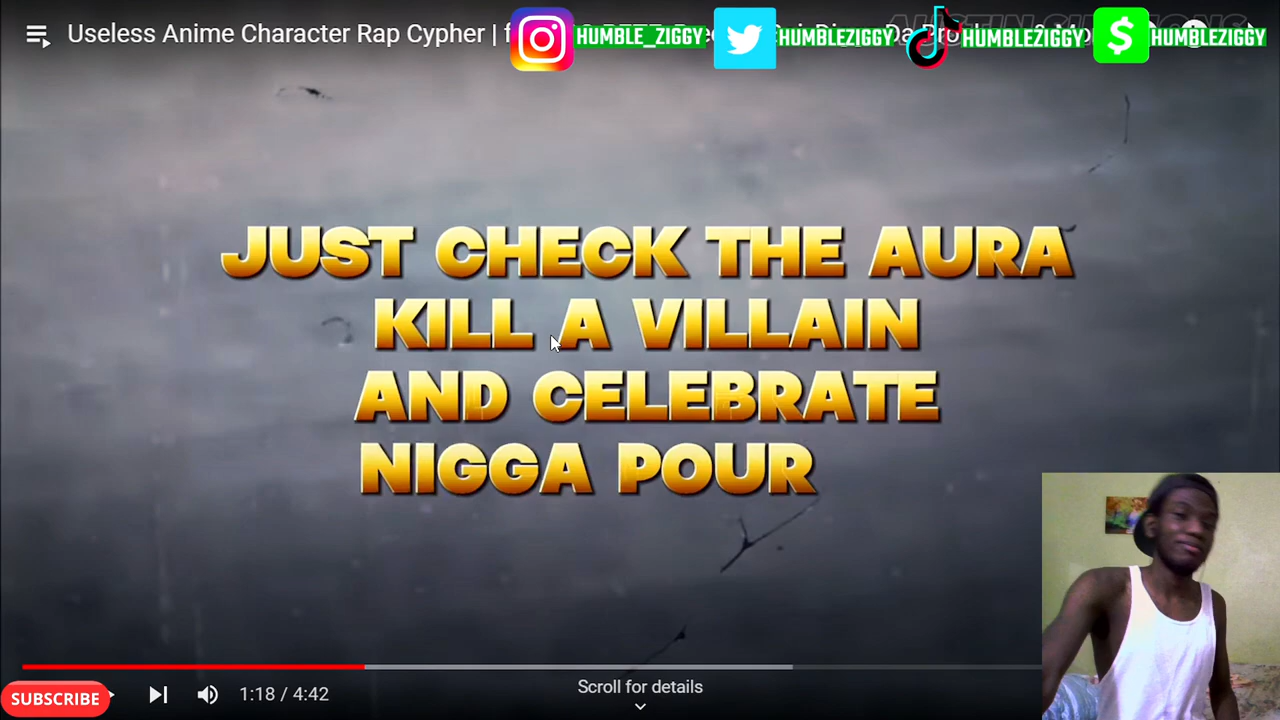 Useless Anime Character Rap Cypher | f
HUMBLE_ZIGGY
HUMBLEZIGGY
HUMBLEZIGGY
HUMBLEZIGGY
JUST CHECK THE AURA
KILL A VILLAIN
AND CELEBRATE
NIGGA POUR
SUBSCRIBE
1:18 / 4:42
Scroll for details